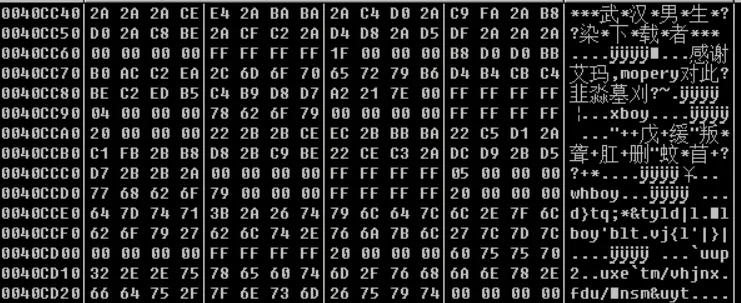 0040CC40 2A 2A 2A CE E4 2A BA BA 2A C4 D0 2A C9 FA 2A B8 ***武*汉*男*生*?
0040CC50 D0 2A C8 BE 2A CF C2 2A D4 D8 2A D5 DF 2A 2A 2A ?染*下*载*者***
0040CC60 00 00 00 00 FF FF FF FF 1F 00 00 00 B8 D0 D0 BB ....ÿÿÿÿ■...感谢
0040CC70 B0 AC C2 EA 2C 6D 6F 70 65 72 79 B6 D4 B4 CB C4 艾玛,mopery对此?
0040CC80 BE C2 ED B5 C4 B9 D8 D7 A2 21 7E 00 FF FF FF FF
0040CC90 04 00 00 00 78 62 6F 79 00 00 00 00 FF FF FF FF ¦...xboy....ÿÿÿÿ
0040CCA0 20 00 00 00 22 2B 2B CE EC 2B BB BA 22 C5 D1 2A  ..."++戊+缓"叛*
0040CCB0 C1 FB 2B B8 D8 2B C9 BE 22 CE C3 2A DC D9 2B D5 聋+肛+删"蚊*苜+?
0040CCC0 D7 2B 2B 2A 00 00 00 00 FF FF FF FF 05 00 00 00 ?++*....ÿÿÿÿ...
0040CCD0 77 68 62 6F 79 00 00 00 FF FF FF FF 20 00 00 00 whboy...ÿÿÿÿ ...
0040CCE0 64 7D 74 71 3B 2A 26 74 79 6C 64 7C 6C 2E 7F 6C d}tq;*&tyld|l.■l
0040CCF0 62 6F 79 27 62 6C 74 2E 76 6A 7B 6C 27 7C 7D 7C boy'blt.vj{l'|}|
0040CD00 00 00 00 00 FF FF FF FF 20 00 00 00 60 75 75 70 ....ÿÿÿÿ ...`uup
0040CD10 32 2E 2E 75 78 65 60 74 6D 2F 76 68 6A 6E 78 2E 2..uxe`tm/vhjnx.
0040CD20 66 64 75 2F 7F 6E 73 6D 26 75 79 74 00 00 00 00 fdu/■nsm&uyt....